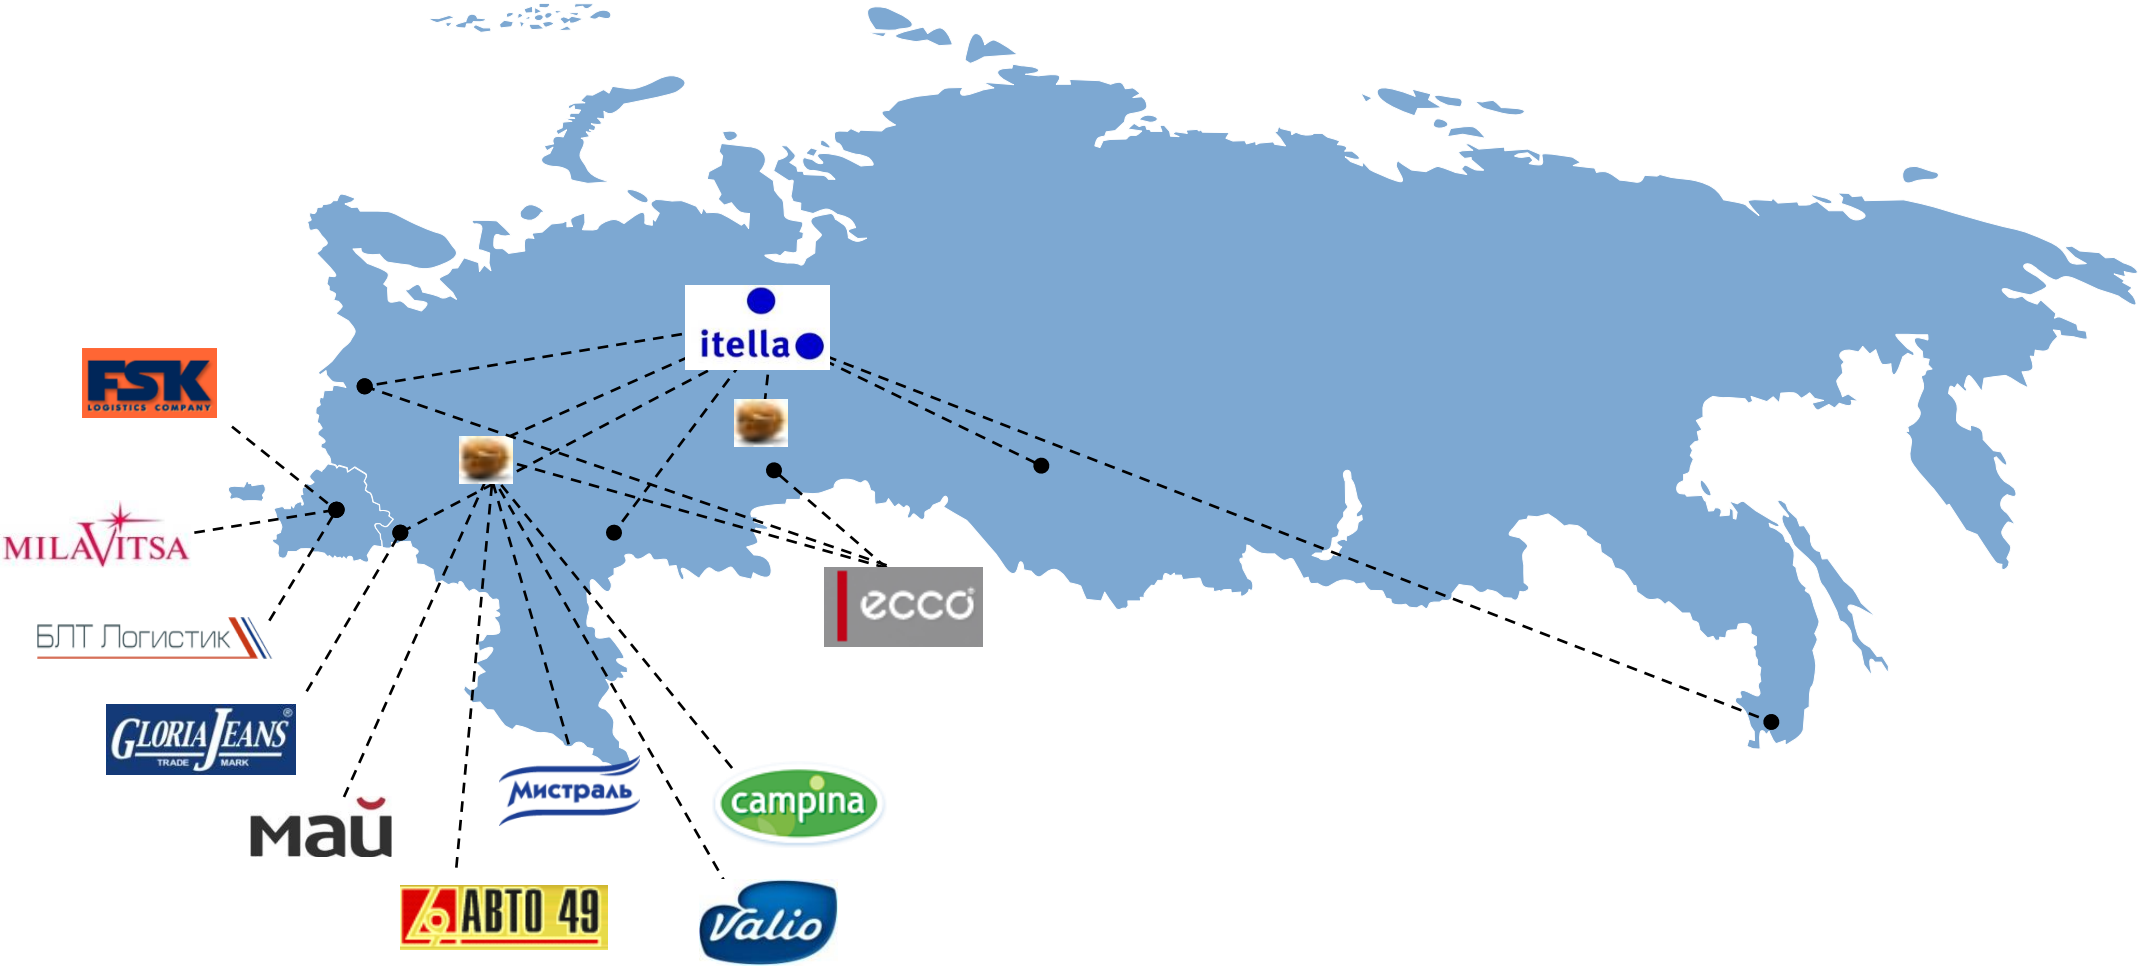 itella
FSK
LOGISTICS COMPANY
MILAVITSA
БЛТ Логистик
ecco
GLORIA JEANS ®
TRADE MARK
май
Мистраль
campina
АВТО 49
Valio